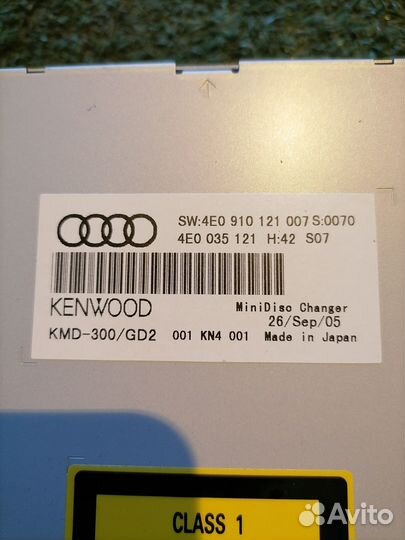 SW:4E0 910 121 007 S:0070
4E0 035 121 H:42 S07
KENWOOD MiniDisc Changer
26/Sep/05
KMD-300/GD2 001 KN4 001 Made in Japan
CLASS 1
Avito